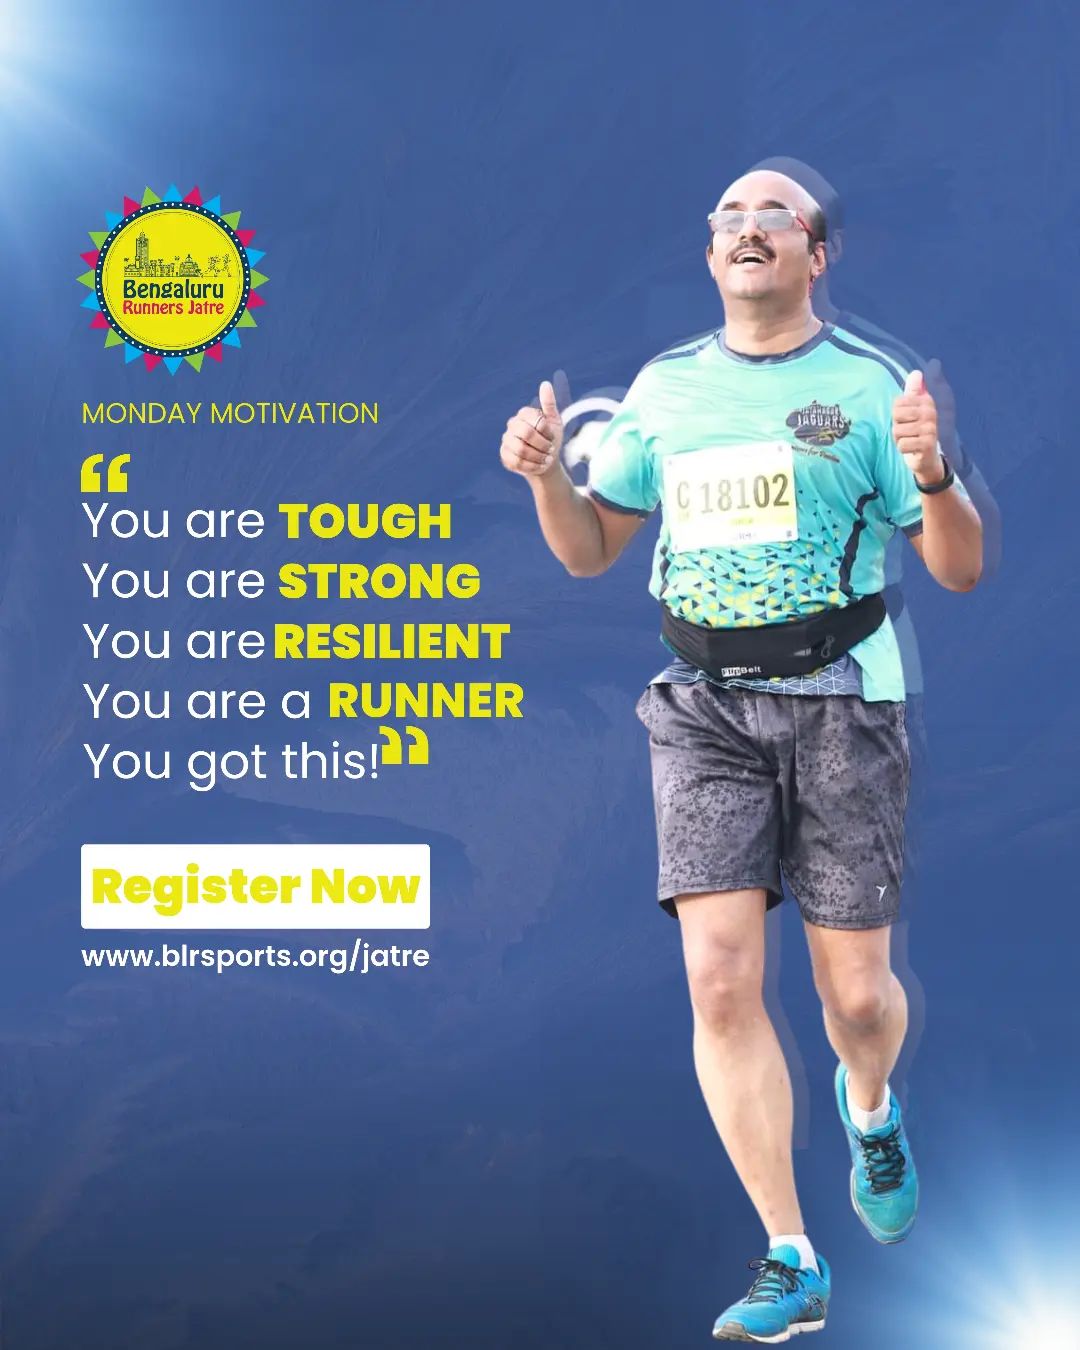 Bengaluru
Runners Jatre
MONDAY MOTIVATION
“
You are TOUGH
You are STRONG
You are RESILIENT
You are a RUNNER
You got this!”
Register Now
www.blrsports.org/jatre
JAGUARS
C 18102
FlipBelt